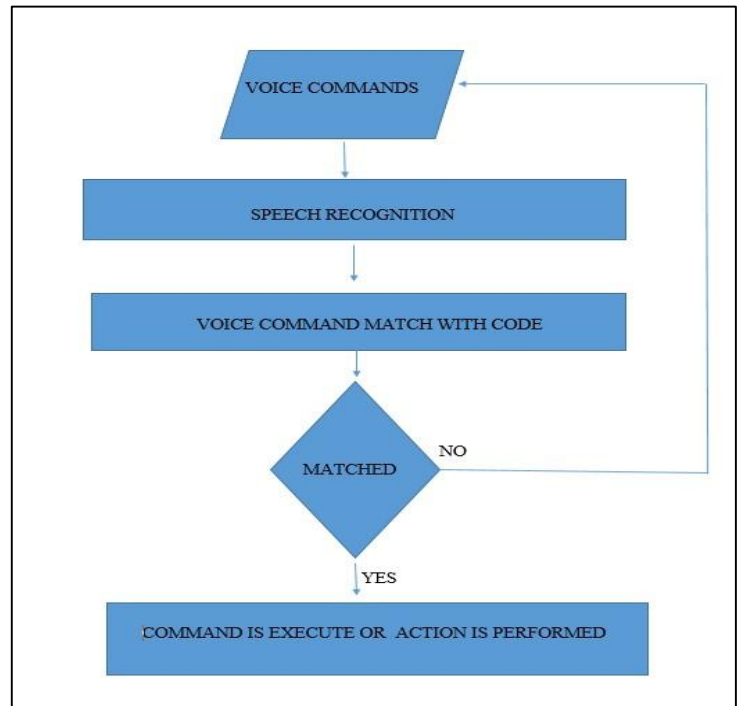 VOICE COMMANDS
SPEECH RECOGNITION
VOICE COMMAND MATCH WITH CODE
MATCHED
NO
YES
COMMAND IS EXECUTE OR ACTION IS PERFORMED